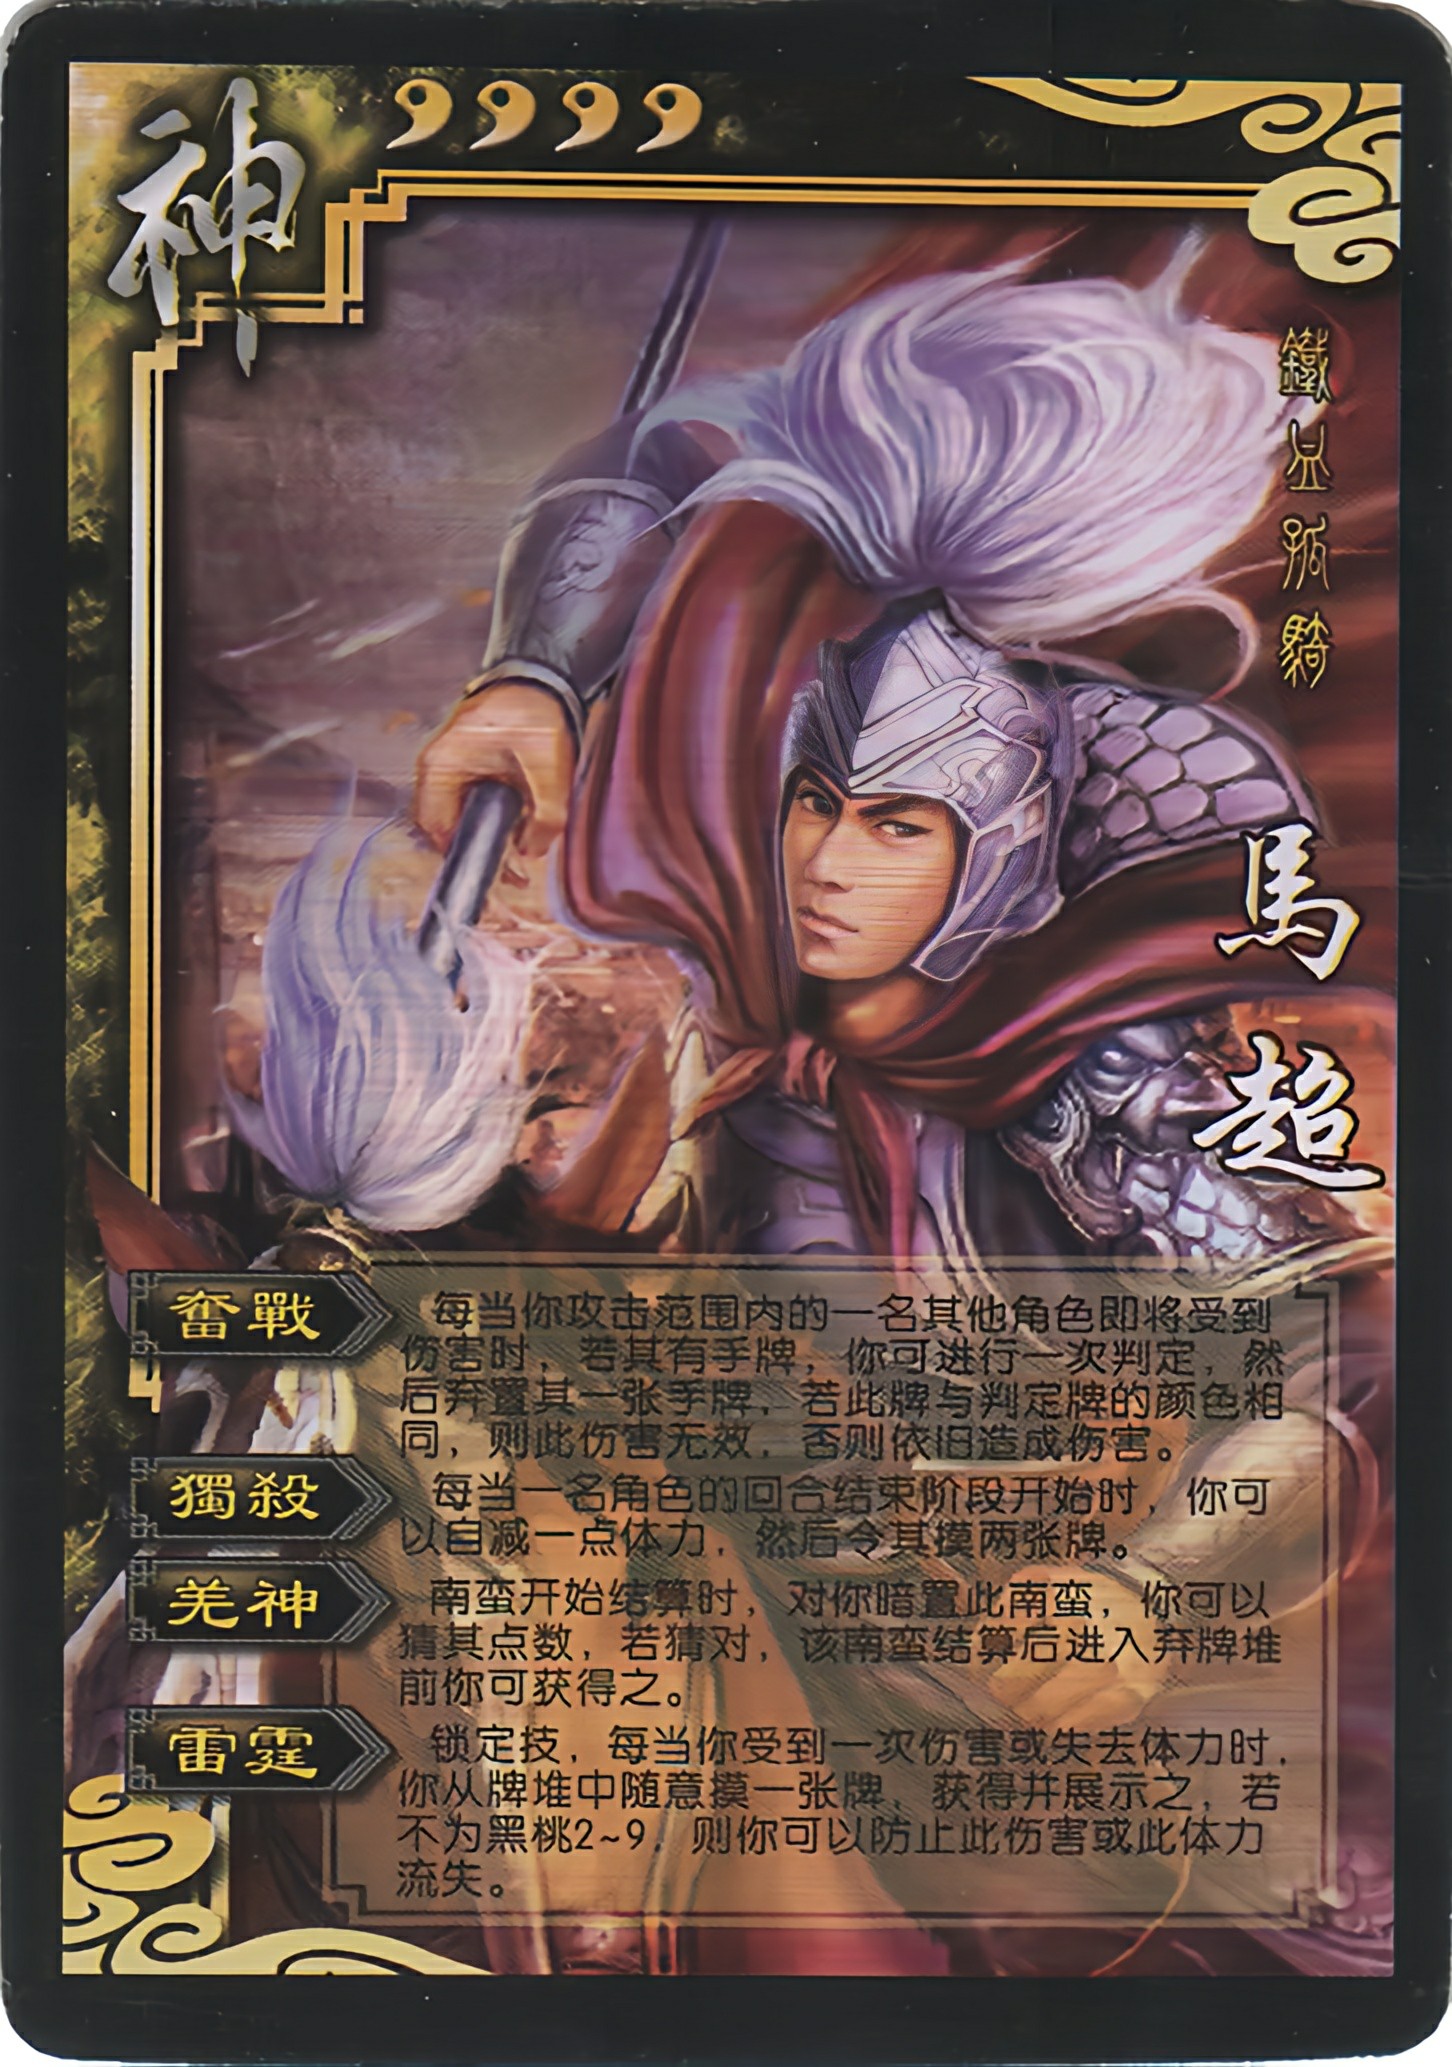 神
鐵血孤騎
馬超
奮戰
每当你攻击范围内的一名其他角色即将受到
伤害时，若其有手牌，你可进行一次判定，然
后弃置其一张手牌，若此牌与判定牌的颜色相
同，则此伤害无效，否则依旧造成伤害。
獨殺
每当一名角色的回合结束阶段开始时，你可
以自减一点体力，然后令其摸两张牌。
羌神
南蛮开始结算时，对你暗置此南蛮，你可以
猜其点数，若猜对，该南蛮结算后进入弃牌堆
前你可获得之。
雷霆
锁定技，每当你受到一次伤害或失去体力时，
你从牌堆中随意摸一张牌，获得并展示之，若
不为黑桃2~9，则你可以防止此伤害或此体力
流失。